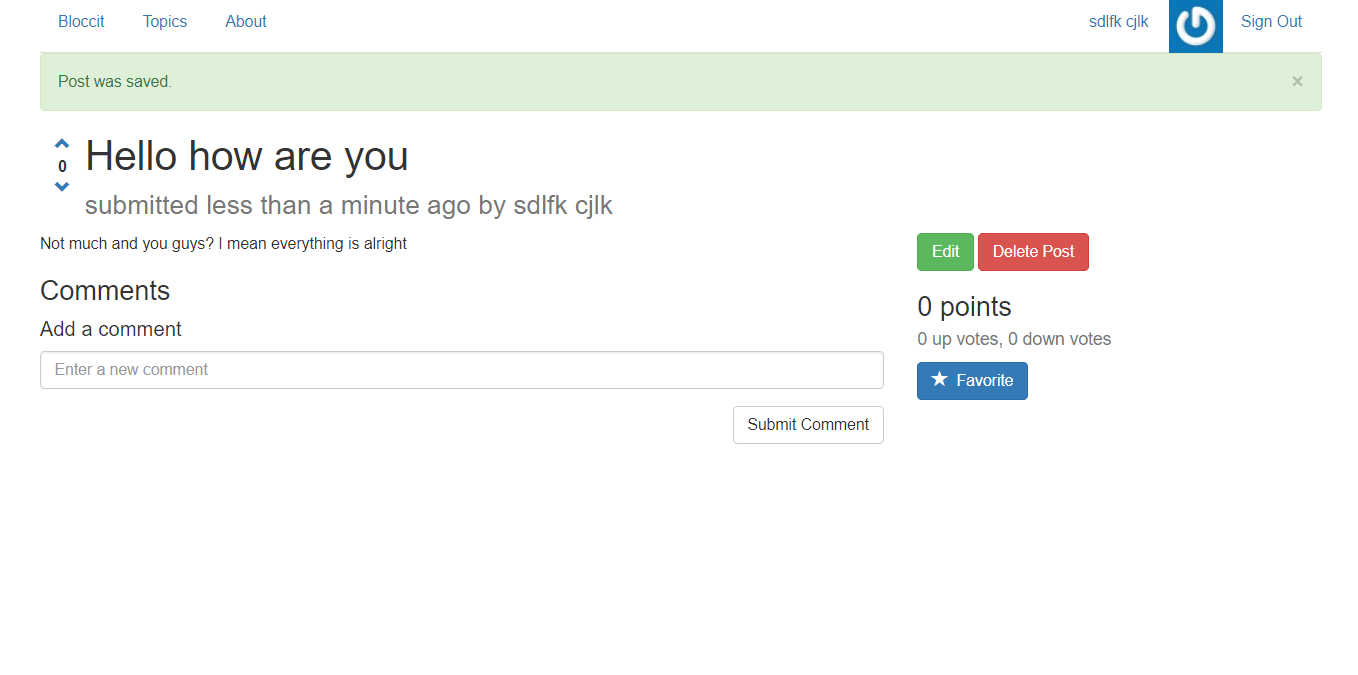 Bloccit Topics About sdlfk cjlk Sign Out
Post was saved. ×
0
Hello how are you
submitted less than a minute ago by sdlfk cjlk
Not much and you guys? I mean everything is alright
Comments
Add a comment
Enter a new comment
Submit Comment
Edit Delete Post
0 points
0 up votes, 0 down votes
Favorite